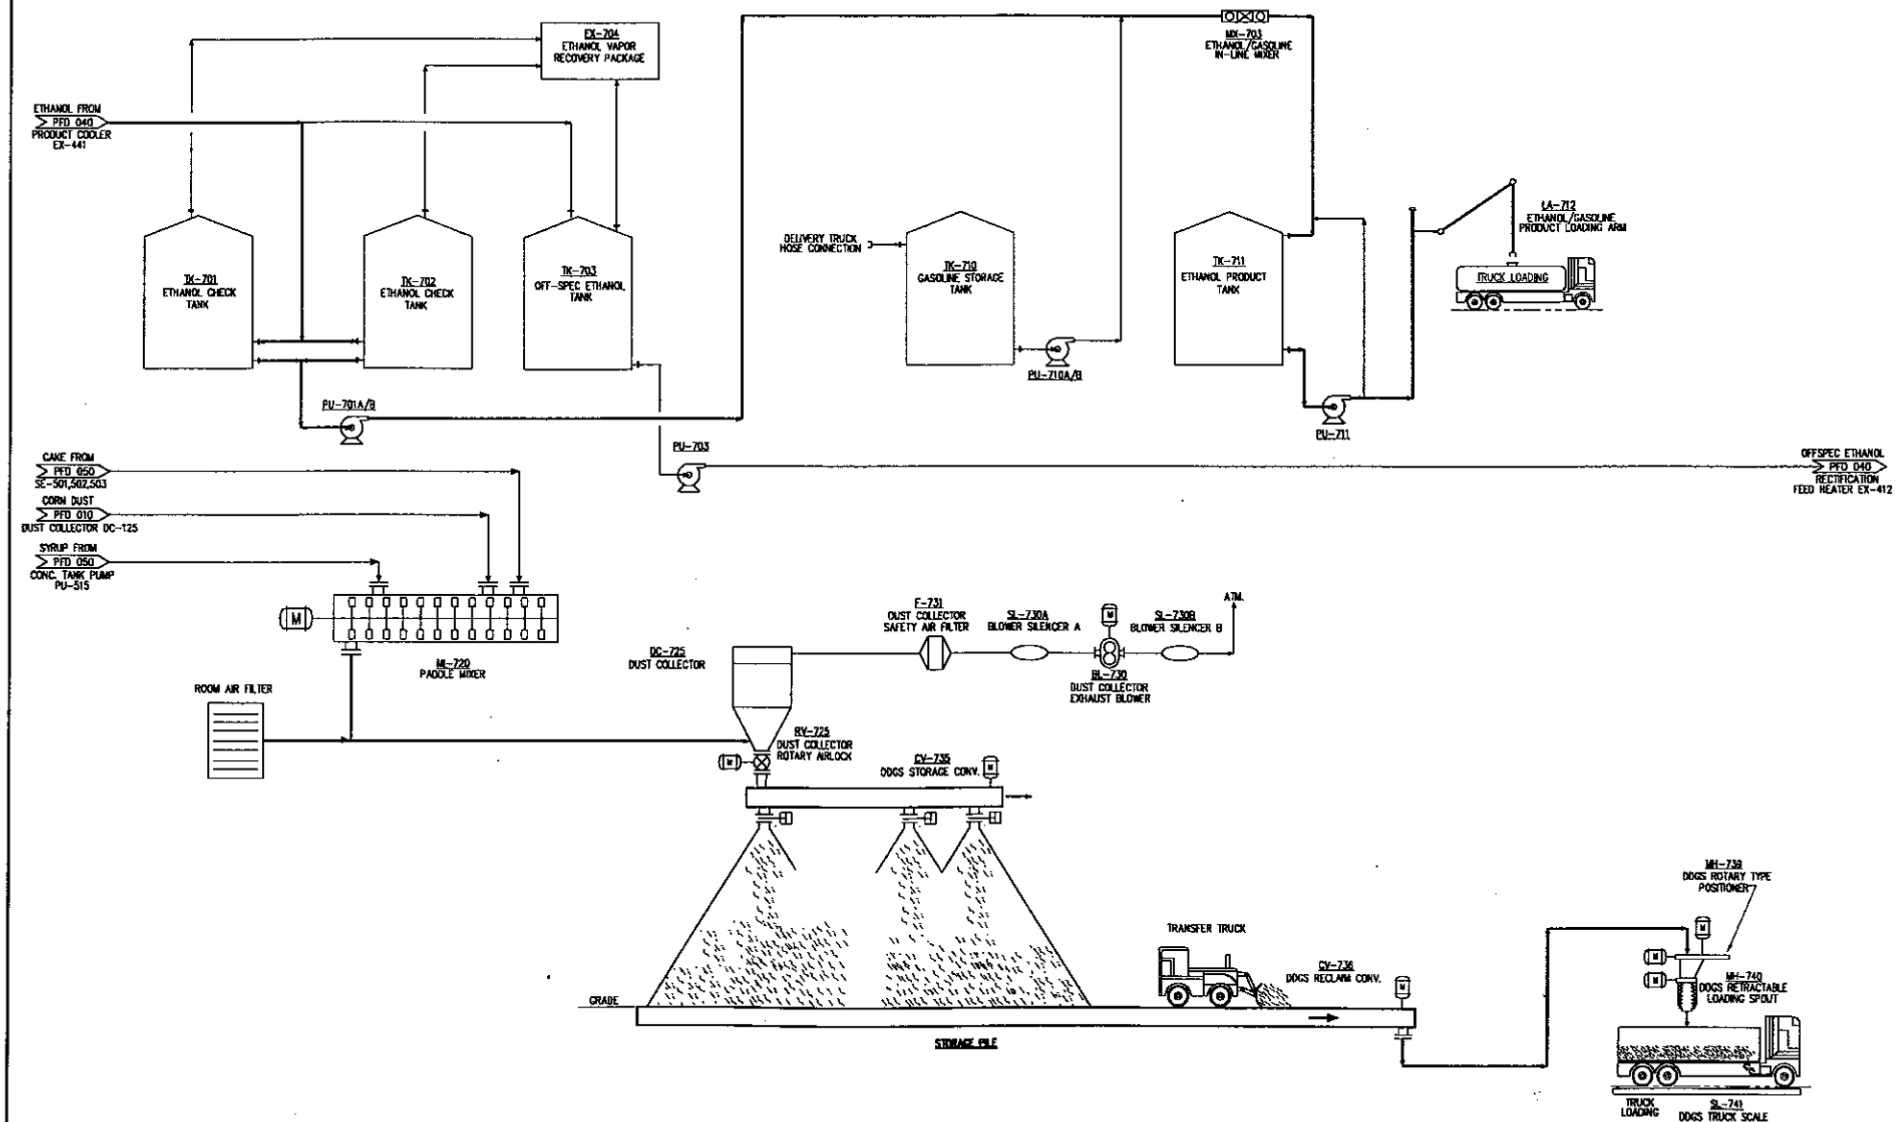 EX-704
ETHANOL VAPOR
RECOVERY PACKAGE
MX-703
ETHANOL/GASOLINE
IN-LINE MIXER
ETHANOL FROM
PFD 040
PRODUCT COOLER
EX-441
TK-701
ETHANOL CHECK
TANK
TK-702
ETHANOL CHECK
TANK
TK-703
OFF-SPEC ETHANOL
TANK
DELIVERY TRUCK
HOSE CONNECTION
TK-710
GASOLINE STORAGE
TANK
TK-711
ETHANOL PRODUCT
TANK
LA-712
ETHANOL/GASOLINE
PRODUCT LOADING ARM
TRUCK LOADING
PU-701A/B
PU-710A/B
PU-711
PU-703
OFFSPEC ETHANOL
PFD 040
RECTIFICATION
FEED HEATER EX-412
CAKE FROM
PFD 050
SE-501,502,503
CORN DUST
PFD 010
DUST COLLECTOR DC-125
SYRUP FROM
PFD 050
CONC. TANK PUMP
PU-515
M
ML-720
PADDLE MIXER
ROOM AIR FILTER
DC-725
DUST COLLECTOR
F-731
DUST COLLECTOR
SAFETY AIR FILTER
SL-730A
BLOWER SILENCER A
M
BL-730
DUST COLLECTOR
EXHAUST BLOWER
SL-730B
BLOWER SILENCER B
ATM.
RV-725
DUST COLLECTOR
ROTARY AIRLOCK
M
CV-735
DDGS STORAGE CONV.
M
GRADE
STORAGE PILE
TRANSFER TRUCK
CV-736
DDGS RECLAIM CONV.
M
MH-739
DDGS ROTARY TYPE
POSITIONER
M
M
M
MH-740
DDGS RETRACTABLE
LOADING SPOUT
TRUCK
LOADING
SL-741
DDGS TRUCK SCALE